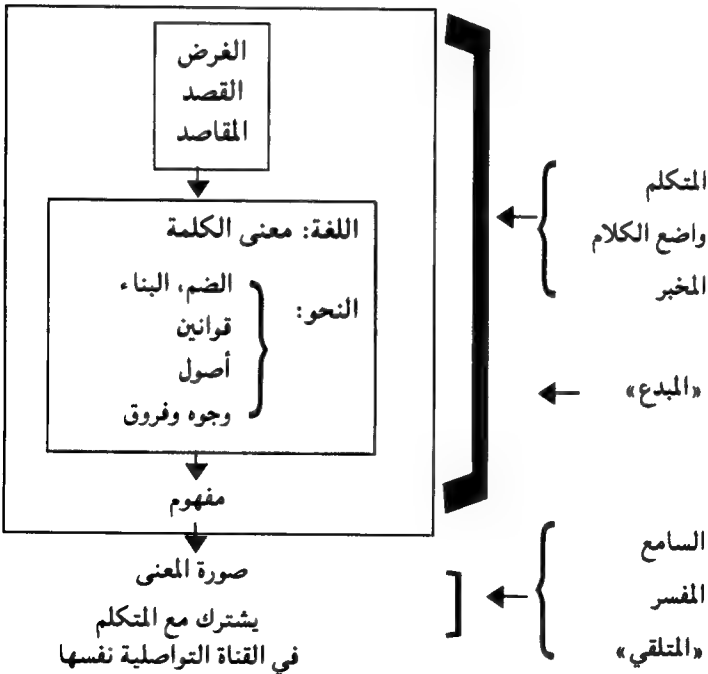 الغرض
القصد
المقاصد
المتكلم
واضع الكلام
المخبر
اللغة: معنى الكلمة
النحو:
الضم، البناء
قوانين
أصول
وجوه وفروق
«المبدع»
مفهوم
صورة المعنى
يشترك مع المتكلم
في القناة التواصلية نفسها
السامع
المفسر
«المتلقي»